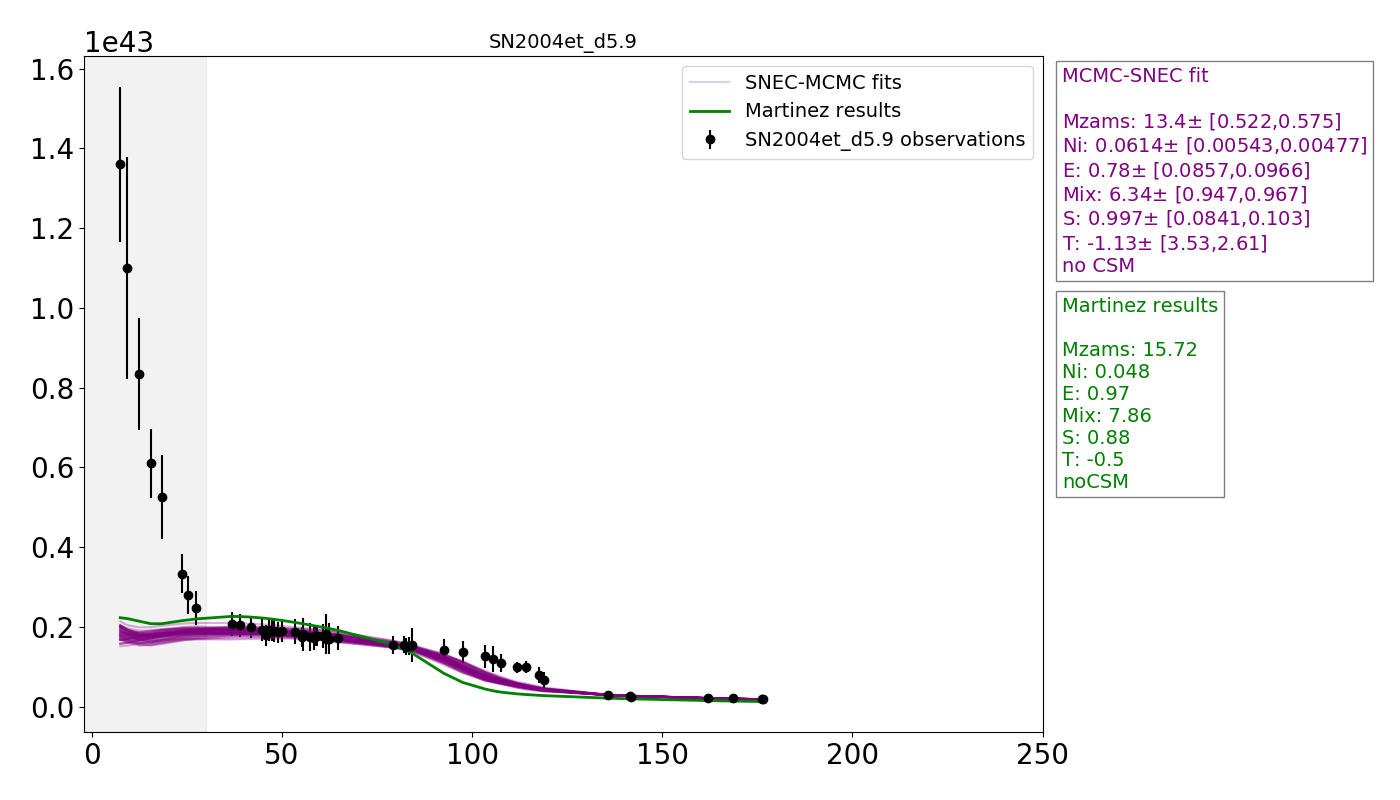 1e43
SN2004et_d5.9
1.6
1.4
1.2
1.0
0.8
0.6
0.4
0.2
0.0
0
50
100
150
200
250
SNEC-MCMC fits
Martinez results
SN2004et_d5.9 observations
MCMC-SNEC fit
Mzams: 13.4± [0.522,0.575]
Ni: 0.0614± [0.00543,0.00477]
E: 0.78± [0.0857,0.0966]
Mix: 6.34± [0.947,0.967]
S: 0.997± [0.0841,0.103]
T: -1.13± [3.53,2.61]
no CSM
Martinez results
Mzams: 15.72
Ni: 0.048
E: 0.97
Mix: 7.86
S: 0.88
T: -0.5
noCSM